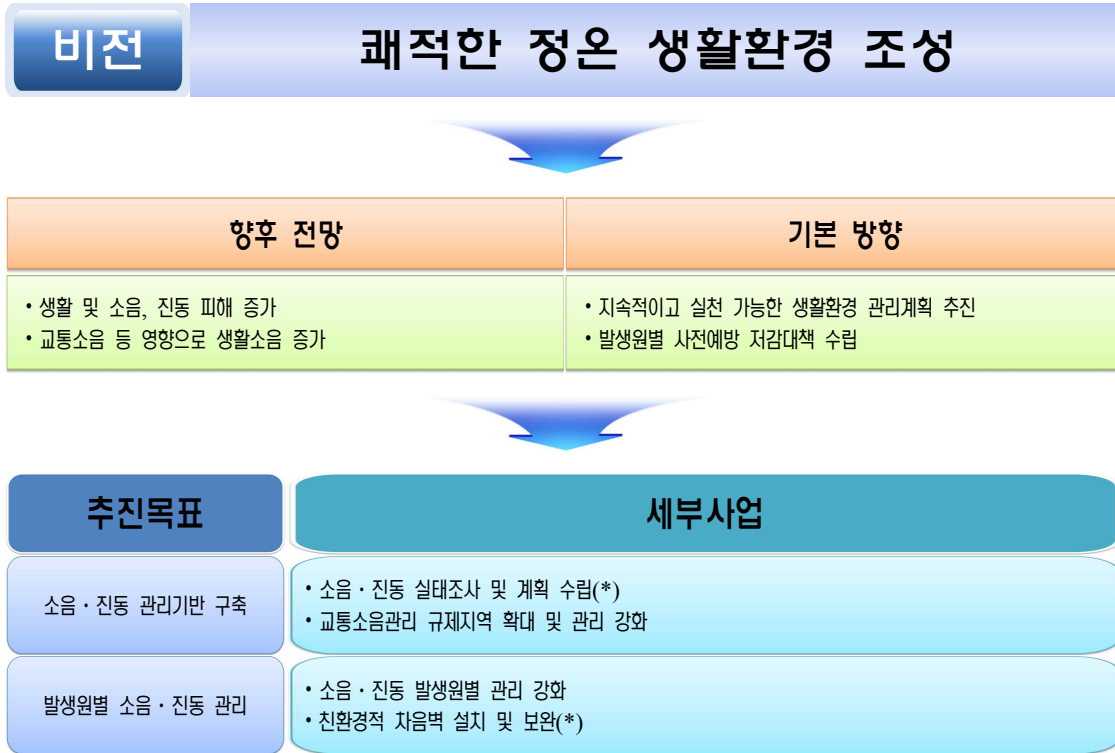 비전
쾌적한 정온 생활환경 조성
향후 전망
기본 방향
• 생활 및 소음, 진동 피해 증가
• 교통소음 등 영향으로 생활소음 증가
• 지속적이고 실천 가능한 생활환경 관리계획 추진
• 발생원별 사전예방 저감대책 수립
추진목표
세부사업
소음・진동 관리기반 구축
• 소음・진동 실태조사 및 계획 수립(*)
• 교통소음관리 규제지역 확대 및 관리 강화
발생원별 소음・진동 관리
• 소음・진동 발생원별 관리 강화
• 친환경적 차음벽 설치 및 보완(*)